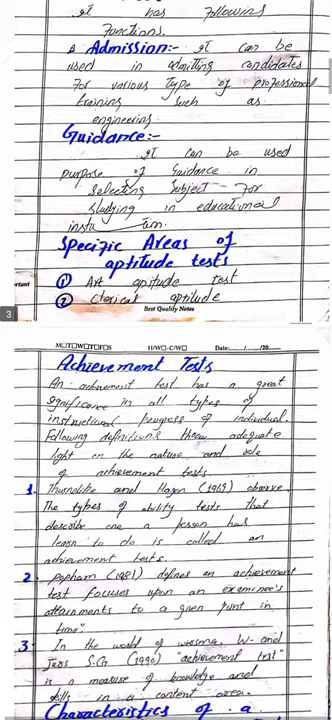 It has following
Functions.
Admission:- It can be
used in admitting candidates
For various type of professional
training such as
engineering.
Guidance:-
It can be used
purpose of Guidance in
Selecting Subject For
studying in educational
insta tion.
Specific Areas of
aptitude tests
① Art aptitude test
② Clerical aptitude
rtant
Best Quality Notes
3
H/W□-C/W□ Date: / /20
Achievement Tests
An achievement test has a great
significance in all types of
instructional progress of individual.
Following definitions throw adequate
light on the nature and role
of achievement tests
1. Thorndike and Hagen (1969) observe
The types of ability tests that
describe one a person has
learn to do is called an
achievement tests.
2. Popham (1981) defines an achievement
test focuses upon an examinee's
attainments to a given point in
time"
3. In the world of W- and
Jurs S.G (1990) "achievement test"
is a measure of knowledge and
skills in a content area.
Characteristics of a